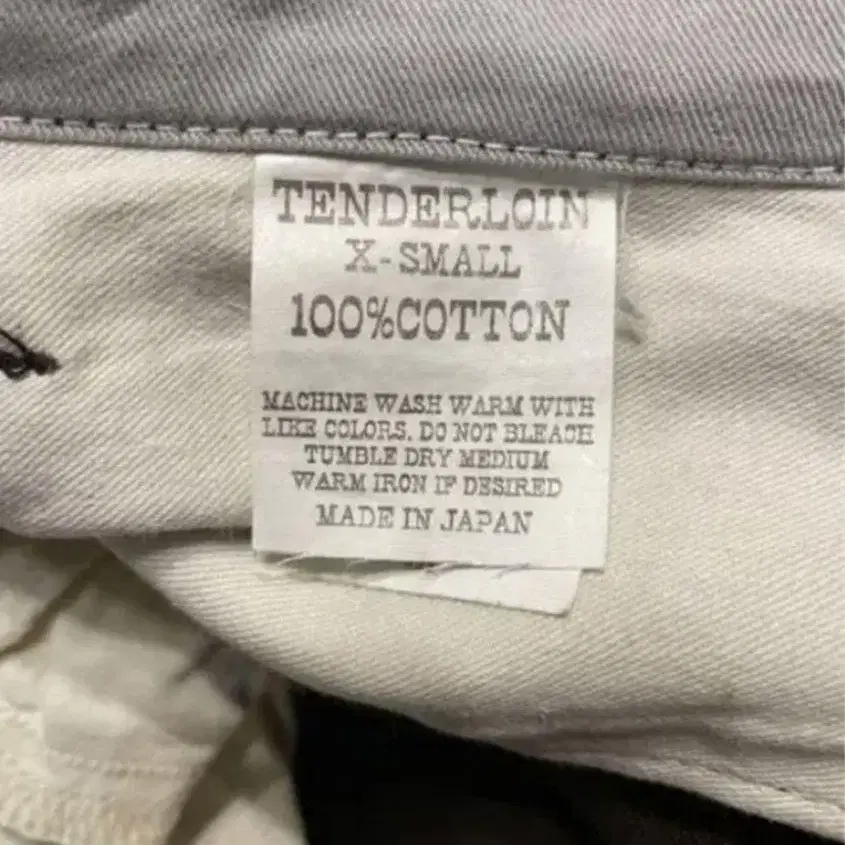 TENDERLOIN
X-SMALL
100%COTTON
MACHINE WASH WARM WITH
LIKE COLORS. DO NOT BLEACH
TUMBLE DRY MEDIUM
WARM IRON IF DESIRED
MADE IN JAPAN